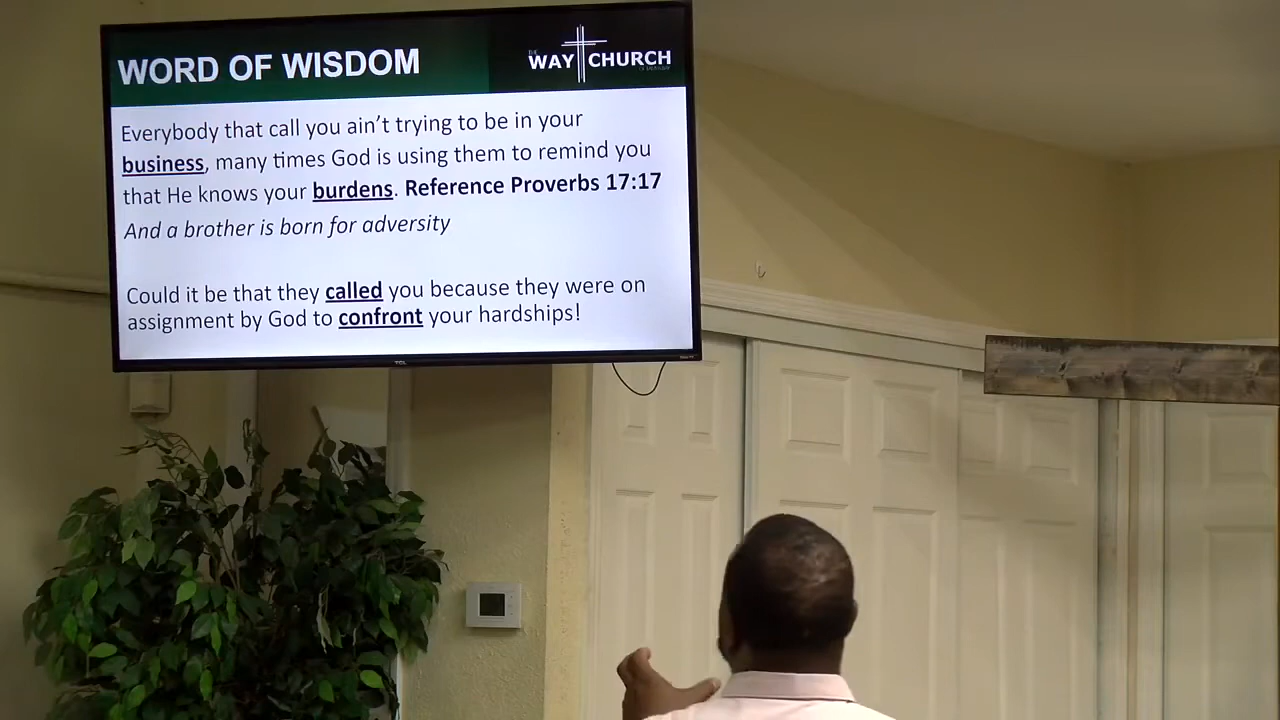 WORD OF WISDOM
THE
WAY CHURCH
Everybody that call you ain't trying to be in your
business, many times God is using them to remind you
that He knows your burdens. Reference Proverbs 17:17
And a brother is born for adversity
Could it be that they called you because they were on
assignment by God to confront your hardships!
TCL